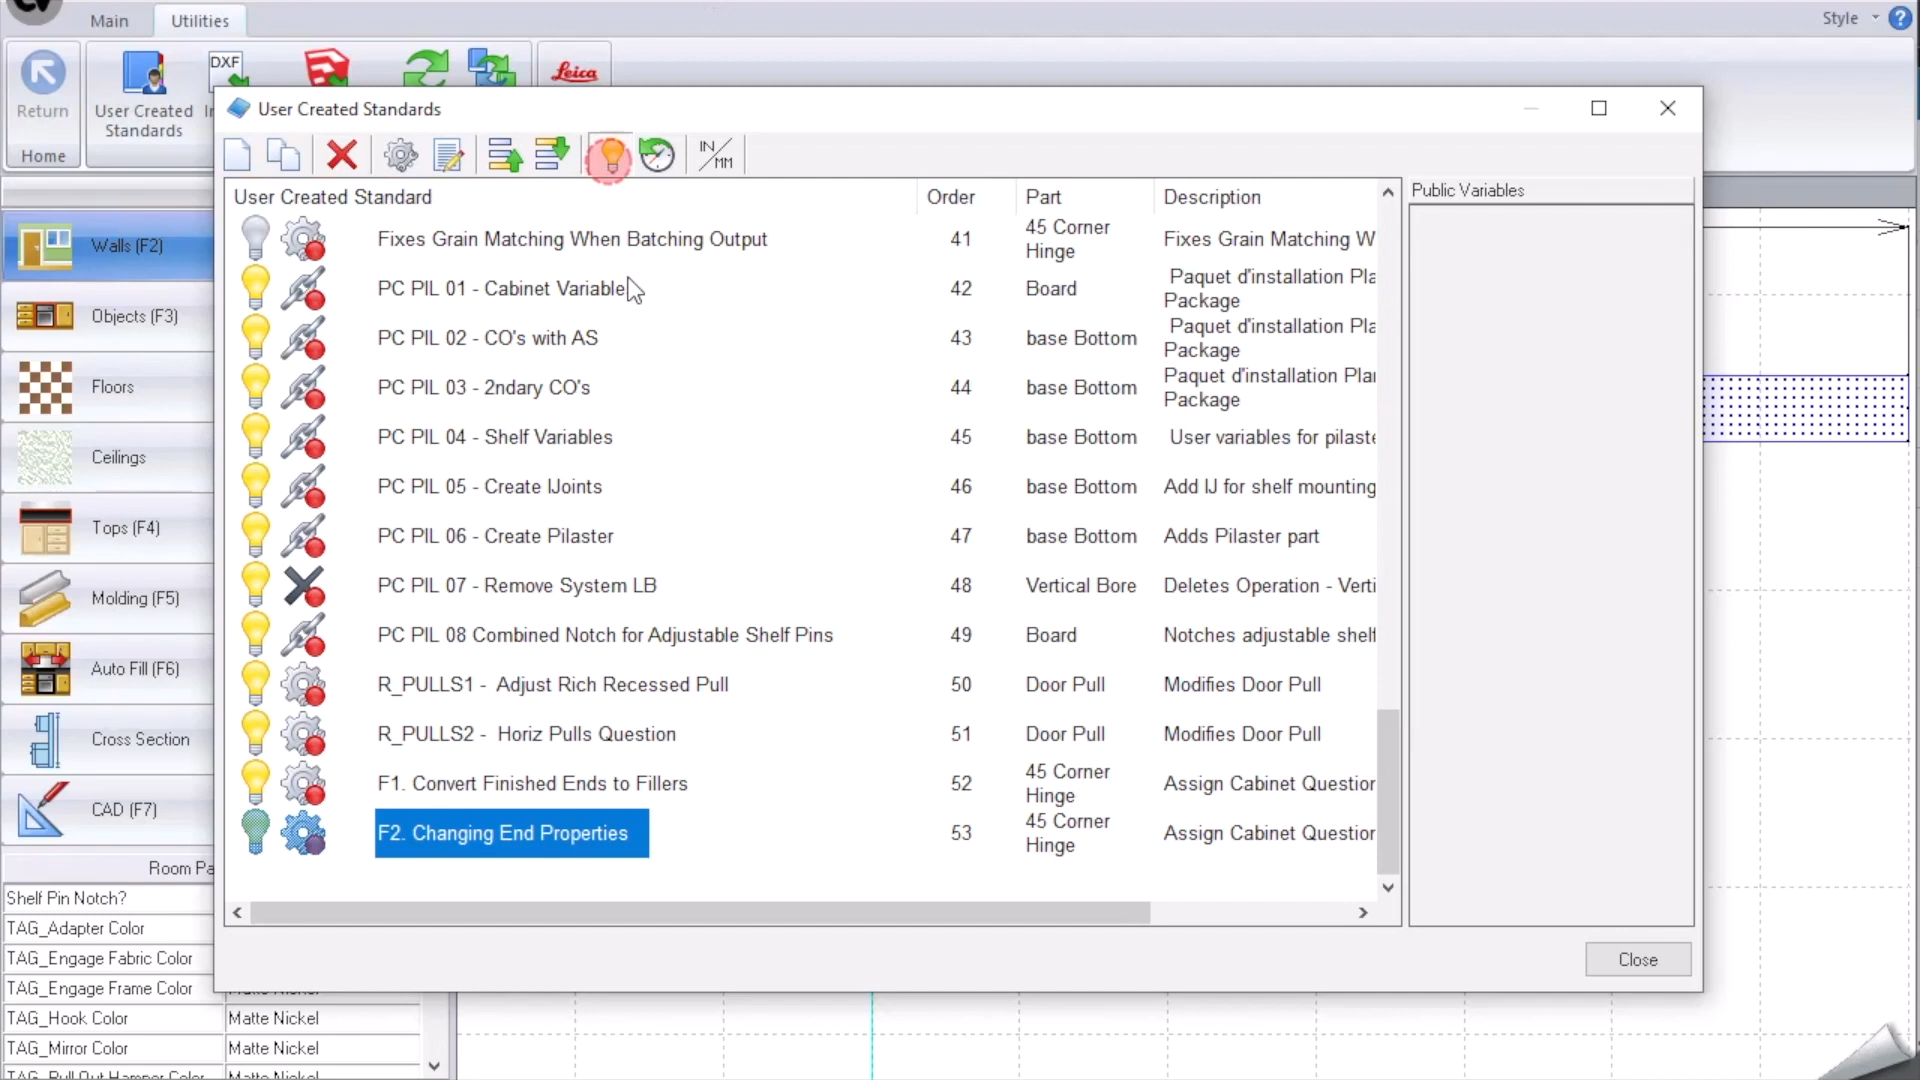 Main
Utilities
Style
Return
Home
User Created
Standards
DXF
Leica
User Created Standards
IN/MM
User Created Standard
Order
Part
Description
Public Variables
Fixes Grain Matching When Batching Output 41 45 Corner Hinge Fixes Grain Matching W
PC PIL 01 - Cabinet Variable 42 Board Paquet d'installation Pla Package
PC PIL 02 - CO's with AS 43 base Bottom Paquet d'installation Pla Package
PC PIL 03 - 2ndary CO's 44 base Bottom Paquet d'installation Plan Package
PC PIL 04 - Shelf Variables 45 base Bottom User variables for pilaste
PC PIL 05 - Create IJoints 46 base Bottom Add IJ for shelf mounting
PC PIL 06 - Create Pilaster 47 base Bottom Adds Pilaster part
PC PIL 07 - Remove System LB 48 Vertical Bore Deletes Operation - Verti
PC PIL 08 Combined Notch for Adjustable Shelf Pins 49 Board Notches adjustable shelf
R_PULLS1 - Adjust Rich Recessed Pull 50 Door Pull Modifies Door Pull
R_PULLS2 - Horiz Pulls Question 51 Door Pull Modifies Door Pull
F1. Convert Finished Ends to Fillers 52 45 Corner Hinge Assign Cabinet Question
F2. Changing End Properties 53 45 Corner Hinge Assign Cabinet Question
Close
Walls (F2)
Objects (F3)
Floors
Ceilings
Tops (F4)
Molding (F5)
Auto Fill (F6)
Cross Section
CAD (F7)
Room Pa
Shelf Pin Notch?
TAG_Adapter Color
TAG_Engage Fabric Color
TAG_Engage Frame Color
TAG_Hook Color Matte Nickel
TAG_Mirror Color Matte Nickel
TAG_Pull Out Hamper Color Matte Nickel